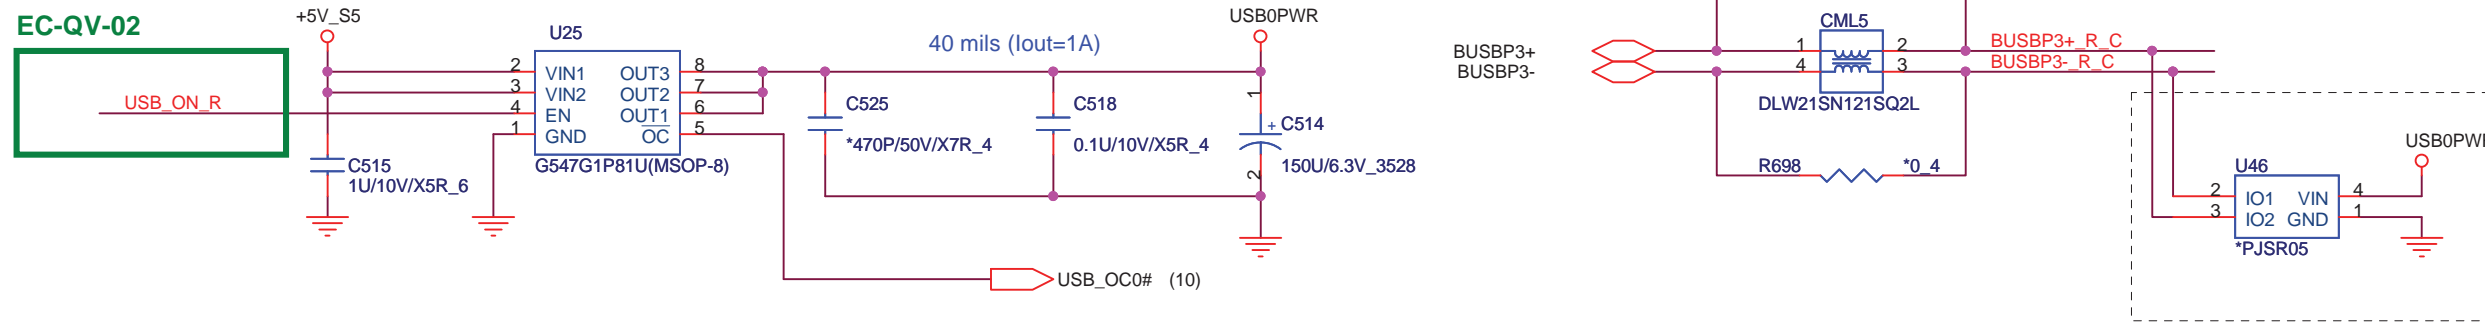 EC-QV-02
+5V_S5
USB_ON_R
U25
2 VIN1 OUT3 8
3 VIN2 OUT2 7
4 EN OUT1 6
1 GND OC 5
G547G1P81U(MSOP-8)
C515
1U/10V/X5R_6
40 mils (Iout=1A)
C525
*470P/50V/X7R_4
C518
0.1U/10V/X5R_4
USB0PWR
1
+ C514
150U/6.3V_3528
2
USB_OC0# (10)
BUSBP3+
BUSBP3-
CML5
1 2
4 3
DLW21SN121SQ2L
BUSBP3+_R_C
BUSBP3-_R_C
R698 *0_4
USB0PW
U46
2 IO1 VIN 4
3 IO2 GND 1
*PJSR05